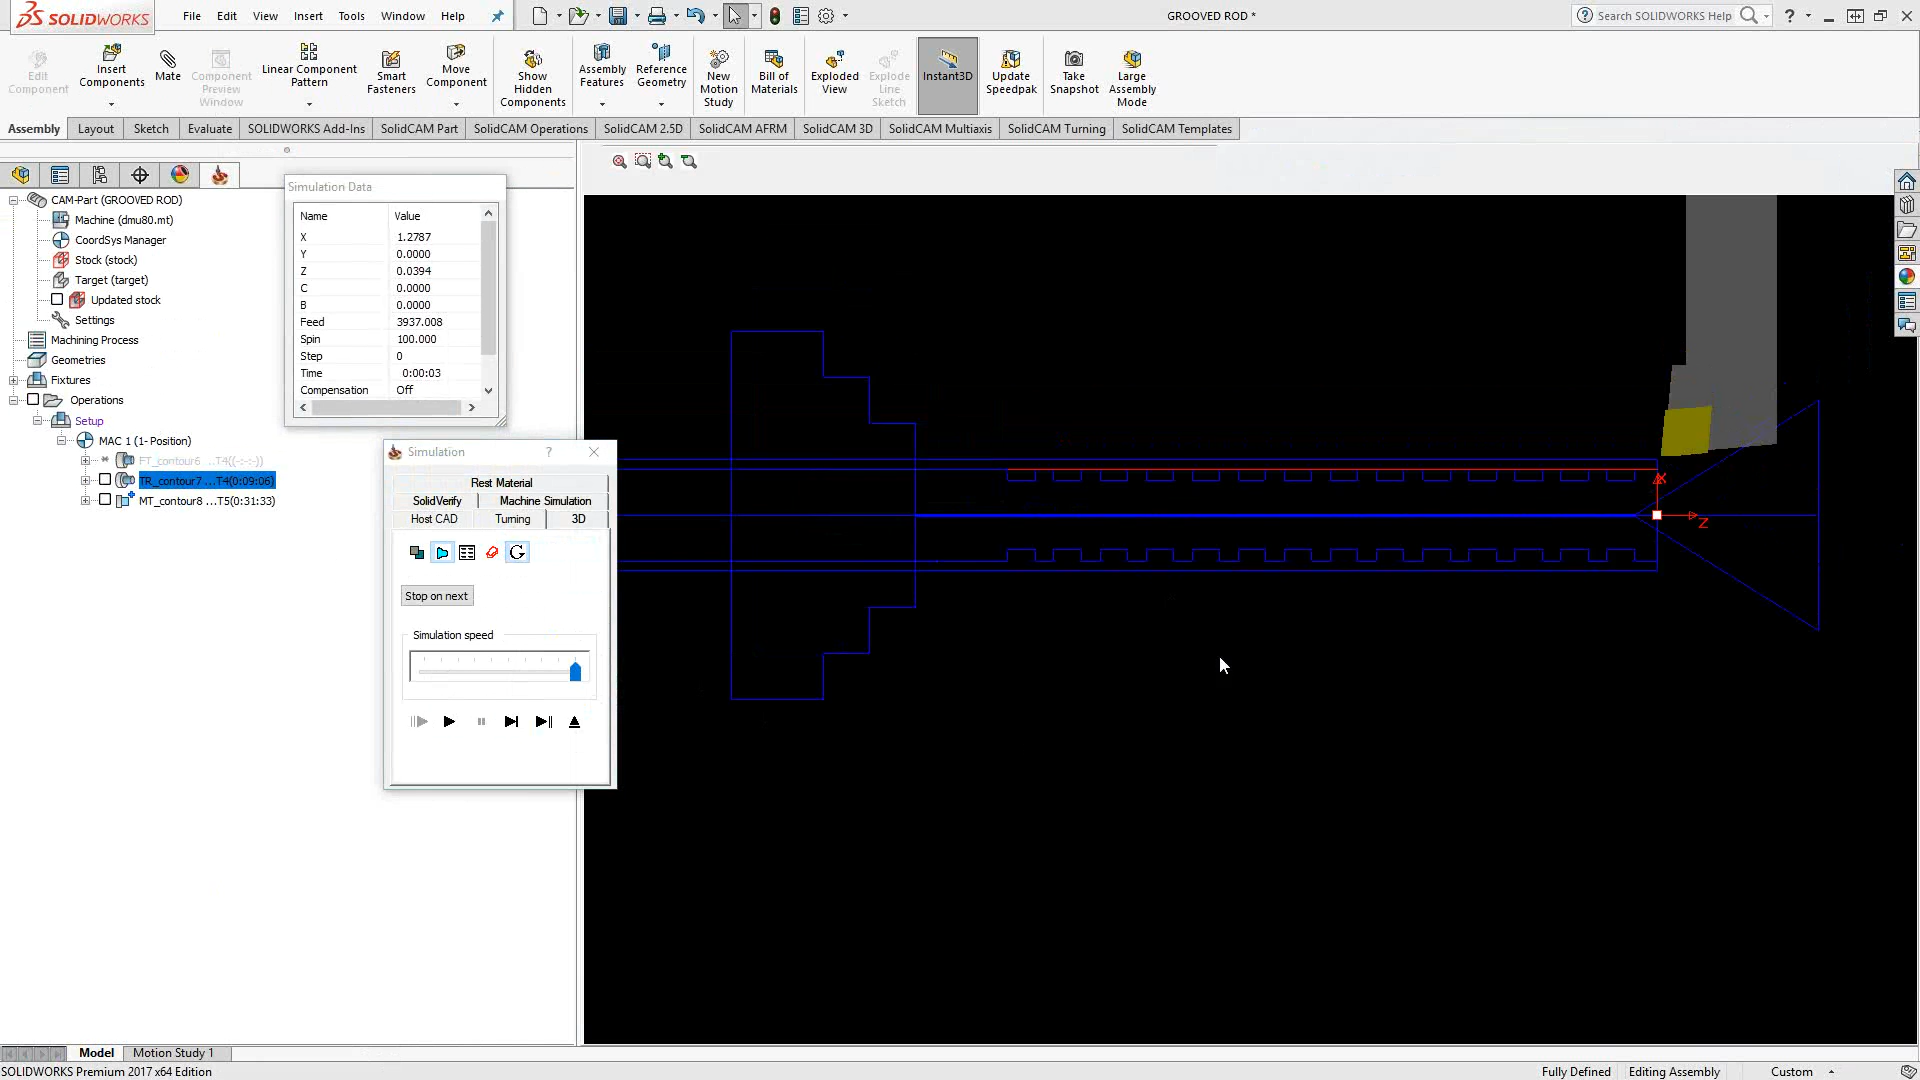 SOLIDWORKS
File Edit View Insert Tools Window Help
GROOVED ROD *
Search SOLIDWORKS Help
Edit Component
Insert Components
Mate
Component Preview Window
Linear Component Pattern
Smart Fasteners
Move Component
Show Hidden Components
Assembly Features
Reference Geometry
New Motion Study
Bill of Materials
Exploded View
Explode Line Sketch
Instant3D
Update Speedpak
Take Snapshot
Large Assembly Mode
Assembly Layout Sketch Evaluate SOLIDWORKS Add-Ins SolidCAM Part SolidCAM Operations SolidCAM 2.5D SolidCAM AFRM SolidCAM 3D SolidCAM Multiaxis SolidCAM Turning SolidCAM Templates
CAM-Part (GROOVED ROD)
Machine (dmu80.mt)
CoordSys Manager
Stock (stock)
Target (target)
Updated stock
Settings
Machining Process
Geometries
Fixtures
Operations
Setup
MAC 1 (1- Position)
FT_contour6 ...T4((-:-:-))
TR_contour7 ...T4(0:09:06)
MT_contour8 ...T5(0:31:33)
Simulation Data
Name Value
X 1.2787
Y 0.0000
Z 0.0394
C 0.0000
B 0.0000
Feed 3937.008
Spin 100.000
Step 0
Time 0:00:03
Compensation Off
Simulation
Rest Material
SolidVerify Machine Simulation
Host CAD Turning 3D
Stop on next
Simulation speed
X
Z
Model Motion Study 1
SOLIDWORKS Premium 2017 x64 Edition
Fully Defined Editing Assembly Custom